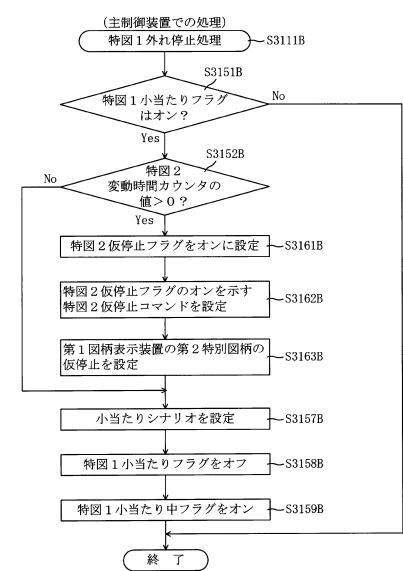 (主制御装置での処理)
特図1外れ停止処理
S3111B
S3151B
特図1小当たりフラグ
はオン?
No
Yes
S3152B
特図2
変動時間カウンタの
値>0?
No
Yes
特図2仮停止フラグをオンに設定
S3161B
特図2仮停止フラグのオンを示す
特図2仮停止コマンドを設定
S3162B
第1図柄表示装置の第2特別図柄の
仮停止を設定
S3163B
小当たりシナリオを設定
S3157B
特図1小当たりフラグをオフ
S3158B
特図1小当たり中フラグをオン
S3159B
終 了